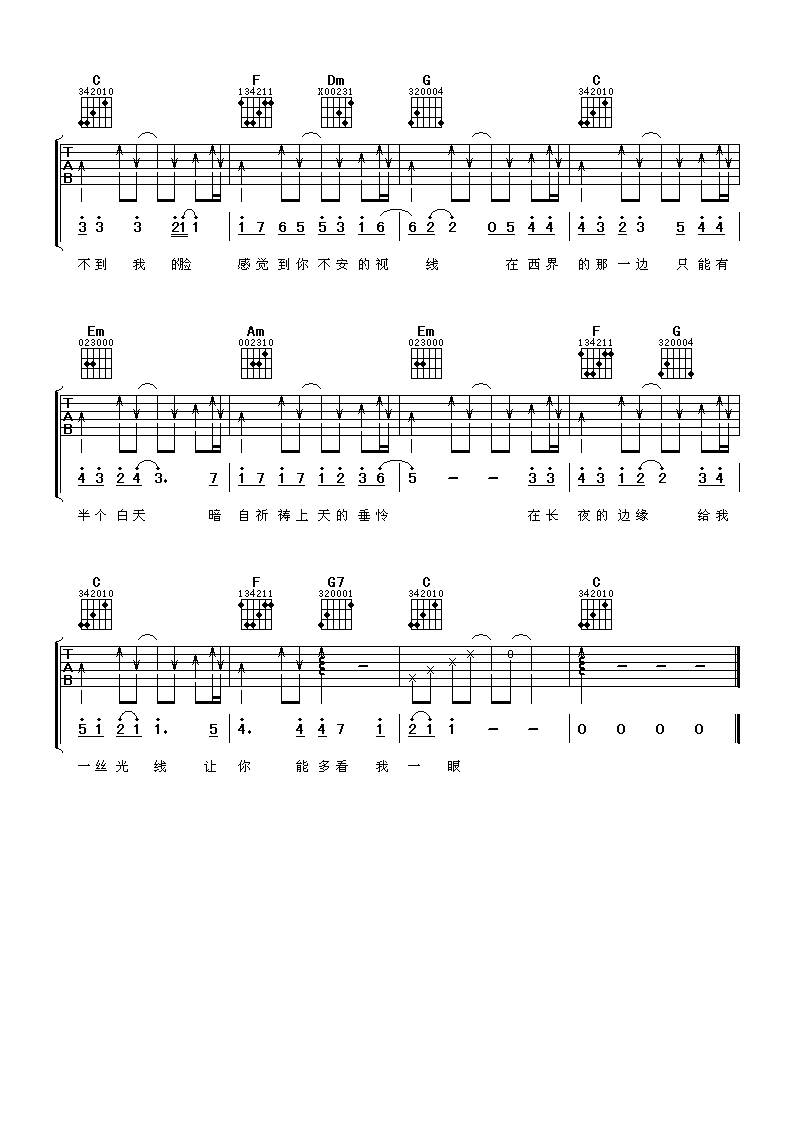 C F Dm G C
342010 134211 X00231 320004 342010
T A B
3 3 3 21 1 1 7 6 5 5 3 1 6 6 2 2 0 5 4 4 4 3 2 3 5 4 4
不到 我 的脸 感觉到你不安的视 线 在西界 的那一边 只能有
Em Am Em F G
023000 002310 023000 134211 320004
T A B
4 3 2 4 3. 7 1 7 1 7 1 2 3 6 5 - - 3 3 4 3 1 2 2 3 4
半个白天 暗 自祈裤上天的垂怜 在长 夜的边缘 给我
C F G7 C C
342010 134211 320001 342010 342010
T A B
5 1 2 1 1. 5 4. 4 4 7 1 2 1 1 - - 0 0 0 0
一丝光 线 让 你 能多看 我 一 眼